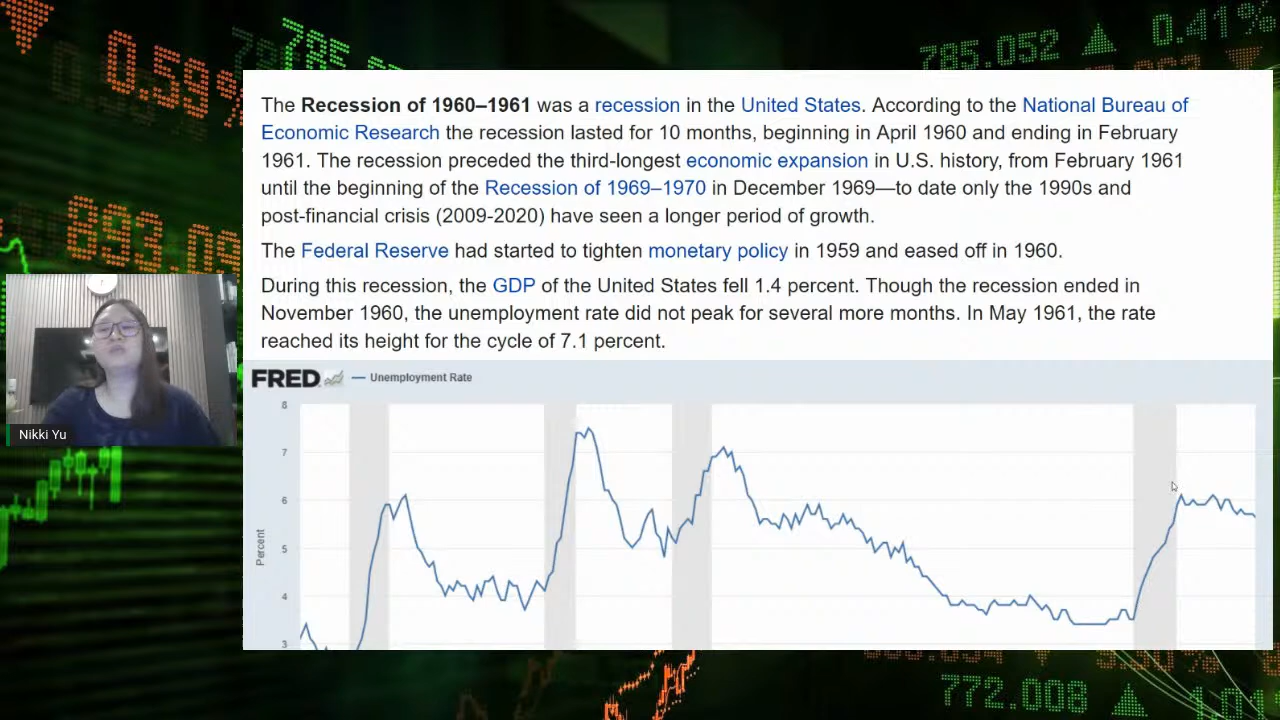 0.59%
785.
785.052 ▲ 0.41%
The Recession of 1960–1961 was a recession in the United States. According to the National Bureau of
Economic Research the recession lasted for 10 months, beginning in April 1960 and ending in February
1961. The recession preceded the third-longest economic expansion in U.S. history, from February 1961
until the beginning of the Recession of 1969–1970 in December 1969—to date only the 1990s and
post-financial crisis (2009-2020) have seen a longer period of growth.
The Federal Reserve had started to tighten monetary policy in 1959 and eased off in 1960.
During this recession, the GDP of the United States fell 1.4 percent. Though the recession ended in
November 1960, the unemployment rate did not peak for several more months. In May 1961, the rate
reached its height for the cycle of 7.1 percent.
893.09
Nikki Yu
FRED — Unemployment Rate
8
7
6
5
4
3
Percent
772.008 ▲ 1.01